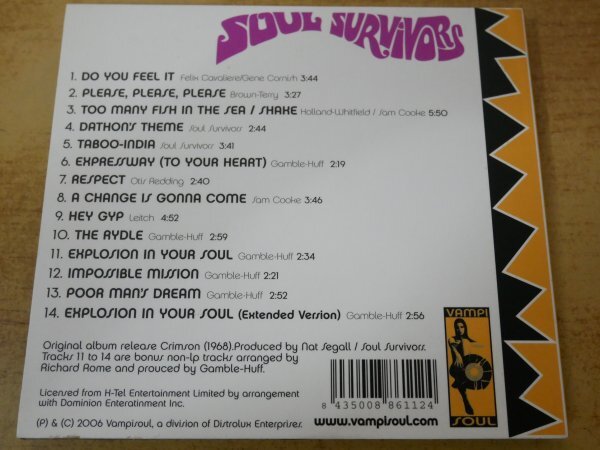 SOUL SURVIVORS
1. DO YOU FEEL IT Felix Cavaliere/Gene Cornish 3:44
2. PLEASE, PLEASE, PLEASE Brown-Terry 3:27
3. TOO MANY FISH IN THE SEA / SHAKE Holland-Whitfield / Sam Cooke 5:50
4. DATHON'S THEME Soul Survivors 2:44
5. TABOO-INDIA Soul Survivors 3:41
6. EXPRESSWAY (TO YOUR HEART) Gamble-Huff 2:19
7. RESPECT Otis Redding 2:40
8. A CHANGE IS GONNA COME Sam Cooke 3:46
9. HEY GYP Leitch 4:52
10. THE RYDLE Gamble-Huff 2:59
11. EXPLOSION IN YOUR SOUL Gamble-Huff 2:34
12. IMPOSSIBLE MISSION Gamble-Huff 2:21
13. POOR MAN'S DREAM Gamble-Huff 2:52
14. EXPLOSION IN YOUR SOUL (Extended Version) Gamble-Huff 2:56
Original album release Crimson (1968).Produced by Nat Segall / Soul Survivors.
Tracks 11 to 14 are bonus non-lp tracks arranged by
Richard Rome and prouced by Gamble-Huff.
Licensed from H-Tel Entertainment Limited by arrangement
with Dominion Enteratinment Inc.
(P) & (C) 2006 Vampisoul, a division of Distrolux Enterprises.
8 435008 861124
www.vampisoul.com
VAMPI
SOUL